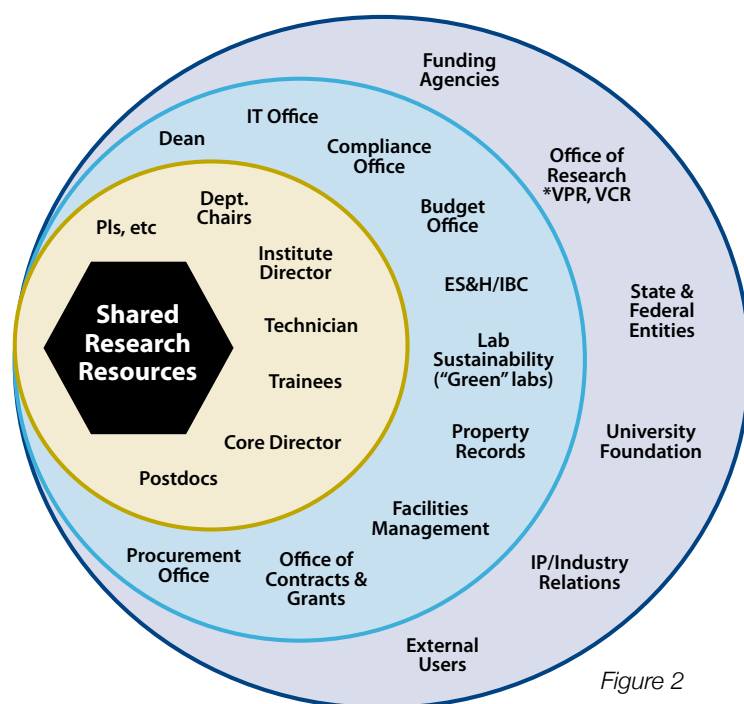 Funding
Agencies
IT Office
Dean
Compliance
Office
Office of
Research
*VPR, VCR
Dept.
Chairs
PIs, etc
Budget
Office
Institute
Director
ES&H/IBC
State &
Federal
Entities
Shared
Research
Resources
Technician
Lab
Sustainability
("Green" labs)
Trainees
Property
Records
University
Foundation
Core Director
Postdocs
Facilities
Management
Procurement
Office
Office of
Contracts &
Grants
IP/Industry
Relations
External
Users
Figure 2